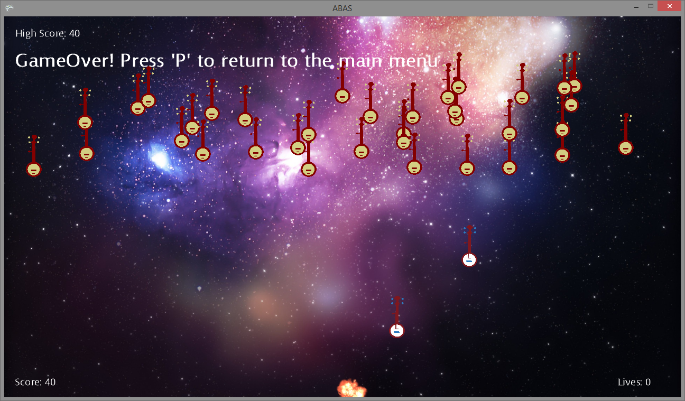 ABAS
High Score: 40
GameOver! Press 'P' to return to the main menu
Score: 40
Lives: 0